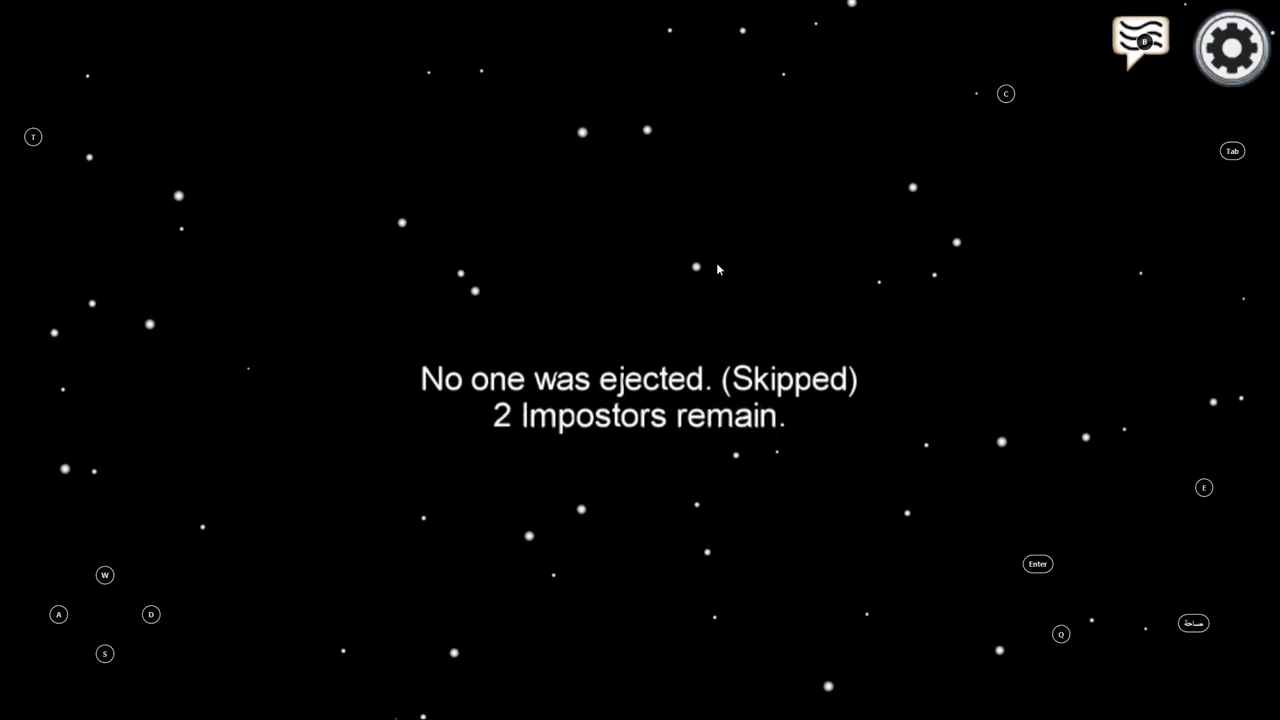 B
C
T
Tab
No one was ejected. (Skipped)
2 Impostors remain.
E
Enter
W
A
D
مساحة
Q
S